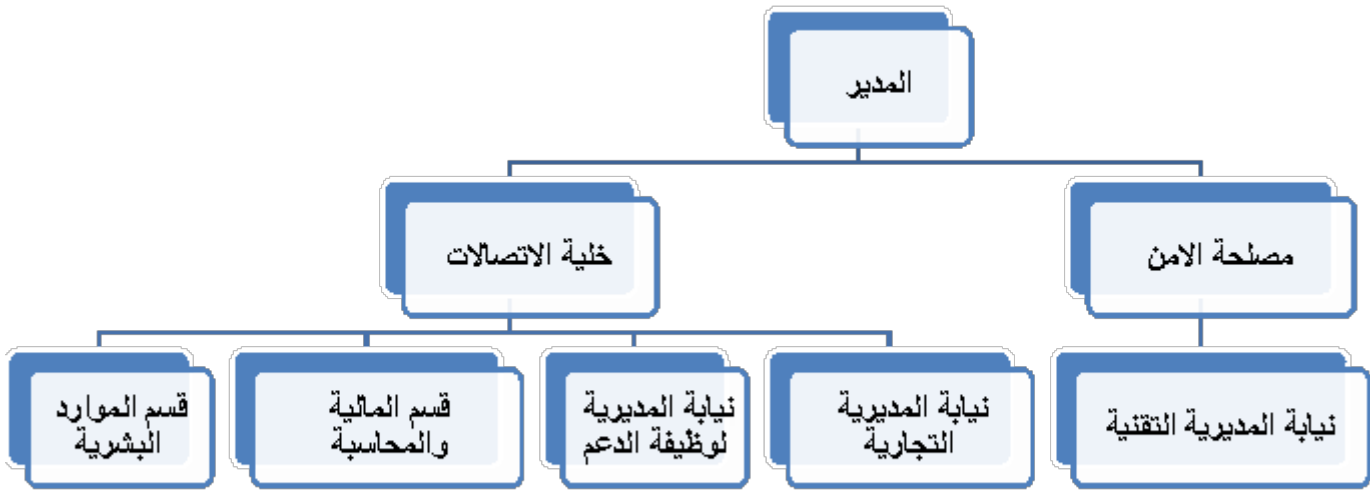 المدير
مصلحة الامن
خلية الاتصالات
نيابة المديرية التقنية
نيابة المديرية
التجارية
نيابة المديرية
لوظيفة الدعم
قسم المالية
والمحاسبة
قسم الموارد
البشرية